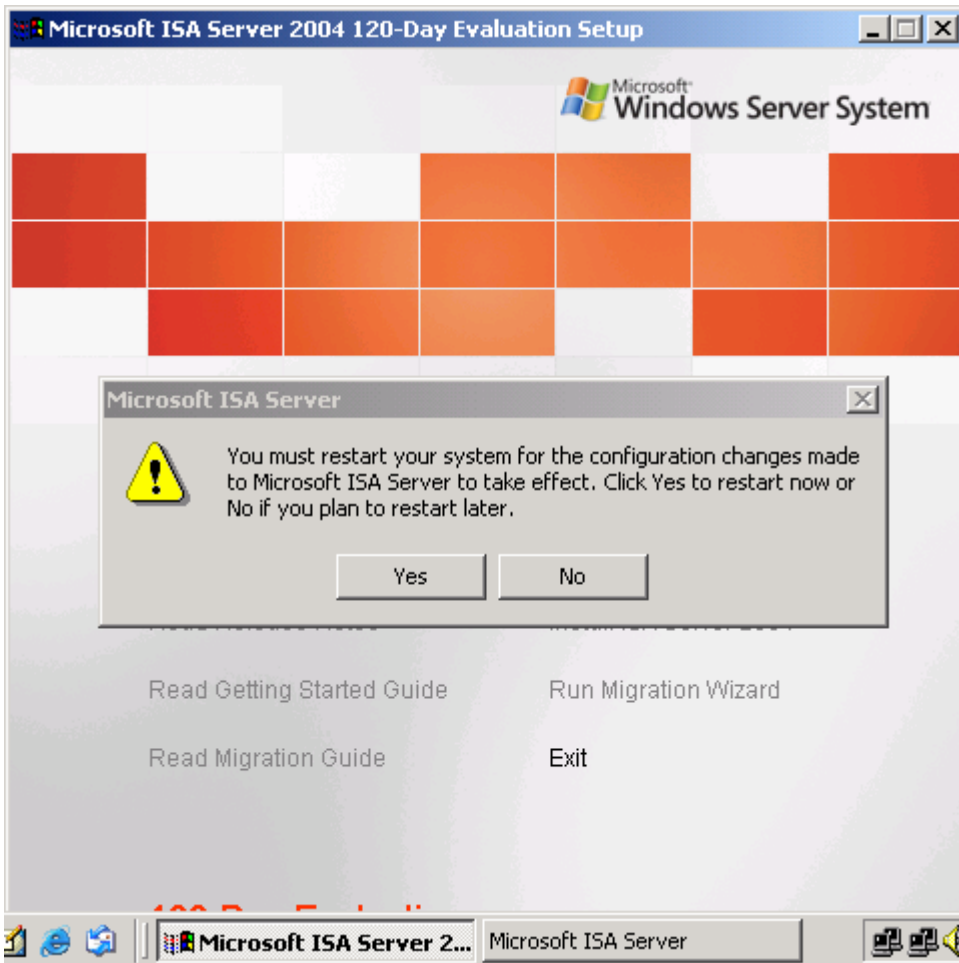 Microsoft ISA Server 2004 120-Day Evaluation Setup
Microsoft
Windows Server System
Microsoft ISA Server
You must restart your system for the configuration changes made
to Microsoft ISA Server to take effect. Click Yes to restart now or
No if you plan to restart later.
Yes No
Read Getting Started Guide Run Migration Wizard
Read Migration Guide Exit
Microsoft ISA Server 2... Microsoft ISA Server